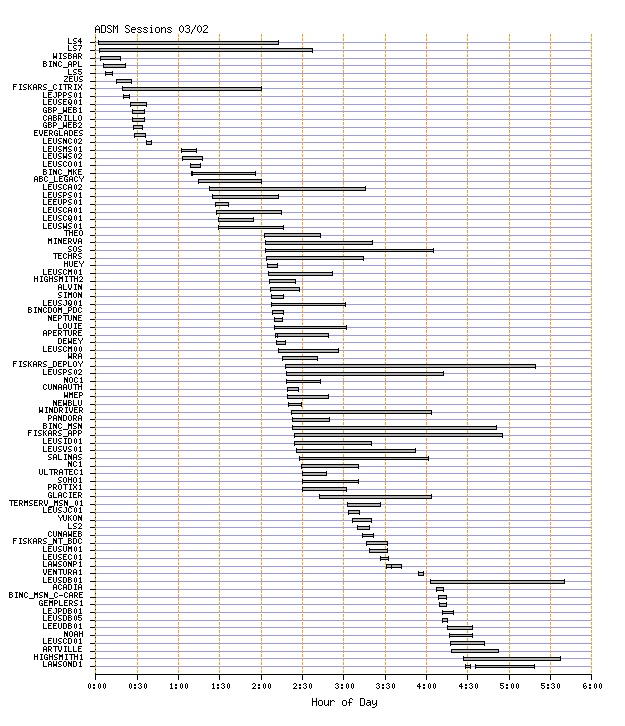 ADSM Sessions 03/02
LS4
LS7
WISBAR
BINC_APL
LS5
ZEUS
FISKARS_CITRIX
LEJPPS01
LEUSEQ01
GBP_WEB1
CABRILLO
GBP_WEB2
EVERGLADES
LEUSNC02
LEUSMS01
LEUSWS02
LEUSCO01
BINC_MKE
ABC_LEGACY
LEUSCA02
LEUSPS01
LEEUPS01
LEUSCA01
LEUSCQ01
LEUSWS01
THEO
MINERVA
SOS
TECHRS
HUEY
LEUSCM01
HIGHSMITH2
ALVIN
SIMON
LEUSJQ01
BINCDOM_PDC
NEPTUNE
LOUIE
APERTURE
DEWEY
LEUSCM00
WRA
FISKARS_DEPLOY
LEUSPS02
NOC1
CUNAAUTH
WMEP
NEWBLU
WINDRIVER
PANDORA
BINC_MSN
FISKARS_APP
LEUSID01
LEUSVS01
SALINAS
NC1
ULTRATEC1
SOHO1
PROTIX1
GLACIER
TERMSERV_MSN_01
LEUSJC01
YUKON
LS2
CUNAWEB
FISKARS_NT_BDC
LEUSUM01
LEUSEC01
LAWSONP1
VENTURA1
LEUSDB01
ACADIA
BINC_MSN_C-CARE
GEMPLERS1
LEJPDB01
LEUSDB05
LEEUDB01
NOAH
LEUSCD01
ARTVILLE
HIGHSMITH1
LAWSOND1
0:00 0:30 1:00 1:30 2:00 2:30 3:00 3:30 4:00 4:30 5:00 5:30 6:00
Hour of Day